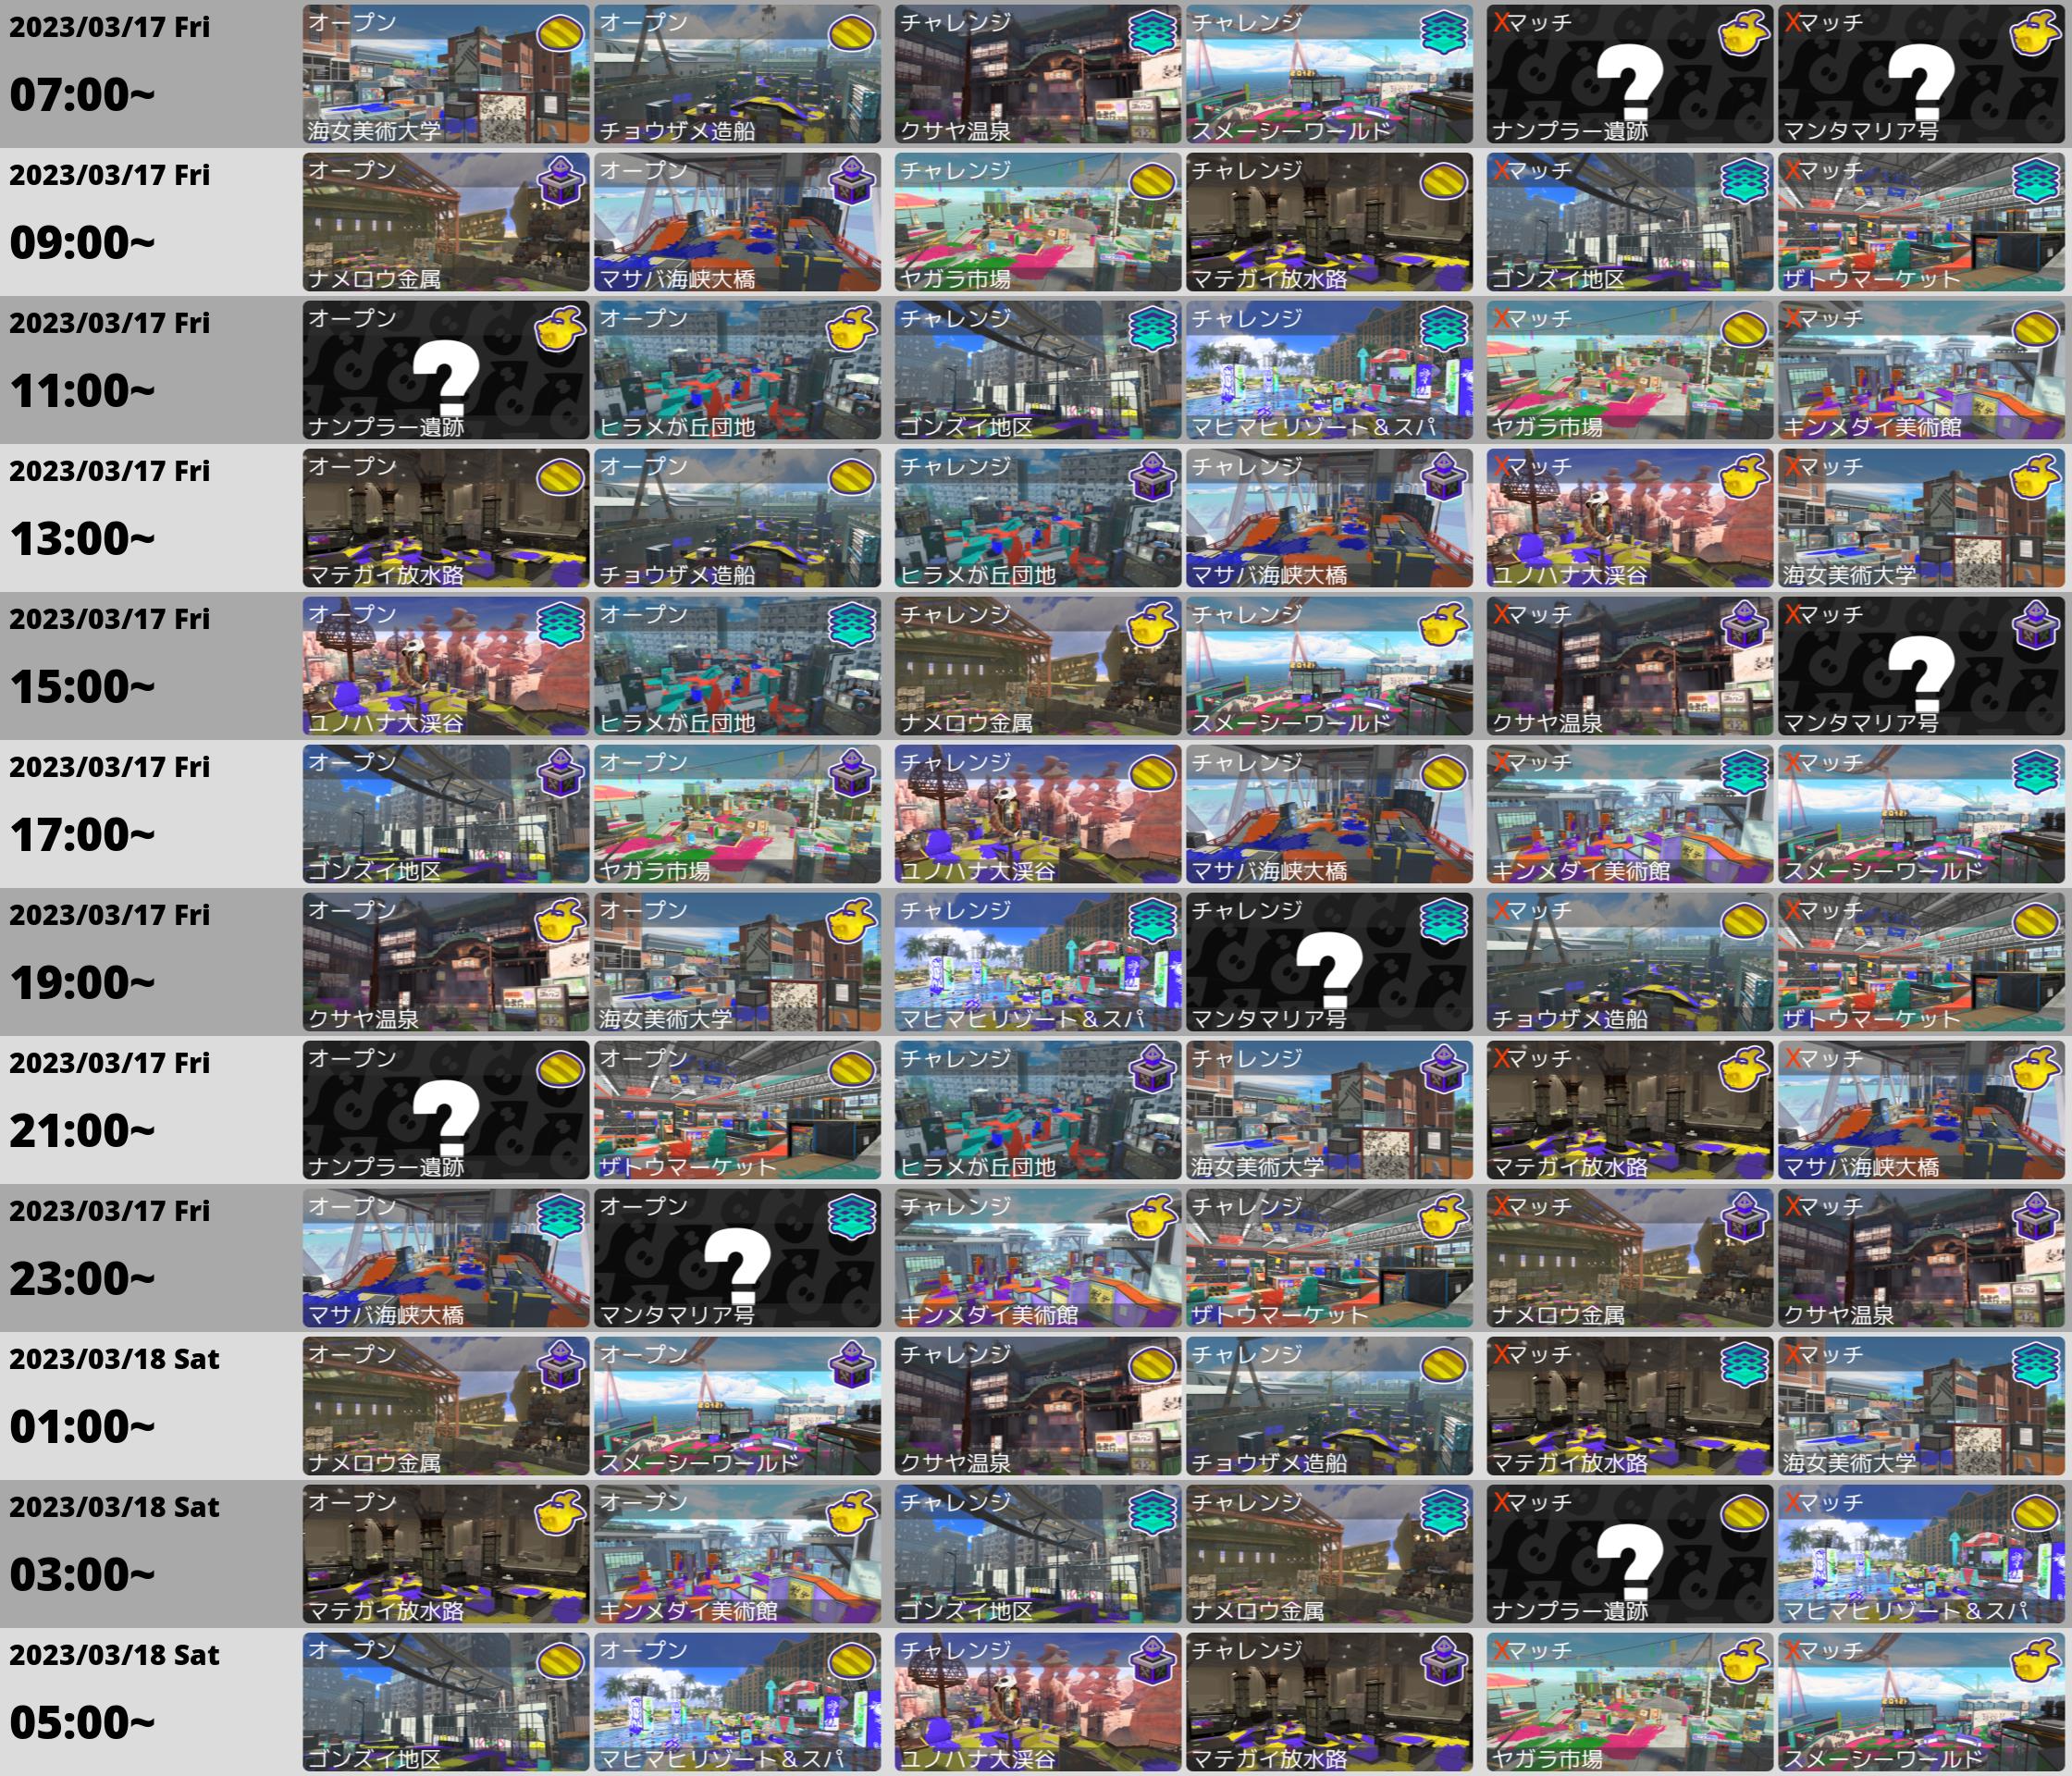 2023/03/17 Fri
07:00~
オープン オープン チャレンジ チャレンジ Xマッチ Xマッチ
海女美術大学 チョウザメ造船 クサヤ温泉 スメーシーワールド ナンプラー遺跡 マンタマリア号
2023/03/17 Fri
09:00~
オープン オープン チャレンジ チャレンジ Xマッチ Xマッチ
ナメロウ金属 マサバ海峡大橋 ヤガラ市場 マテガイ放水路 ゴンズイ地区 ザトウマーケット
2023/03/17 Fri
11:00~
オープン オープン チャレンジ チャレンジ Xマッチ Xマッチ
ナンプラー遺跡 ヒラメが丘団地 ゴンズイ地区 マヒマヒリゾート＆スパ ヤガラ市場 キンメダイ美術館
2023/03/17 Fri
13:00~
オープン オープン チャレンジ チャレンジ Xマッチ Xマッチ
マテガイ放水路 チョウザメ造船 ヒラメが丘団地 マサバ海峡大橋 ユノハナ大渓谷 海女美術大学
2023/03/17 Fri
15:00~
オープン オープン チャレンジ チャレンジ Xマッチ Xマッチ
ユノハナ大渓谷 ヒラメが丘団地 ナメロウ金属 スメーシーワールド クサヤ温泉 マンタマリア号
2023/03/17 Fri
17:00~
オープン オープン チャレンジ チャレンジ Xマッチ Xマッチ
ゴンズイ地区 ヤガラ市場 ユノハナ大渓谷 マサバ海峡大橋 キンメダイ美術館 スメーシーワールド
2023/03/17 Fri
19:00~
オープン オープン チャレンジ チャレンジ Xマッチ Xマッチ
クサヤ温泉 海女美術大学 マヒマヒリゾート＆スパ マンタマリア号 チョウザメ造船 ザトウマーケット
2023/03/17 Fri
21:00~
オープン オープン チャレンジ チャレンジ Xマッチ Xマッチ
ナンプラー遺跡 ザトウマーケット ヒラメが丘団地 海女美術大学 マテガイ放水路 マサバ海峡大橋
2023/03/17 Fri
23:00~
オープン オープン チャレンジ チャレンジ Xマッチ Xマッチ
マサバ海峡大橋 マンタマリア号 キンメダイ美術館 ザトウマーケット ナメロウ金属 クサヤ温泉
2023/03/18 Sat
01:00~
オープン オープン チャレンジ チャレンジ Xマッチ Xマッチ
ナメロウ金属 スメーシーワールド クサヤ温泉 チョウザメ造船 マテガイ放水路 海女美術大学
2023/03/18 Sat
03:00~
オープン オープン チャレンジ チャレンジ Xマッチ Xマッチ
マテガイ放水路 キンメダイ美術館 ゴンズイ地区 ナメロウ金属 ナンプラー遺跡 マヒマヒリゾート＆スパ
2023/03/18 Sat
05:00~
オープン オープン チャレンジ チャレンジ Xマッチ Xマッチ
ゴンズイ地区 マヒマヒリゾート＆スパ ユノハナ大渓谷 マテガイ放水路 ヤガラ市場 スメーシーワールド